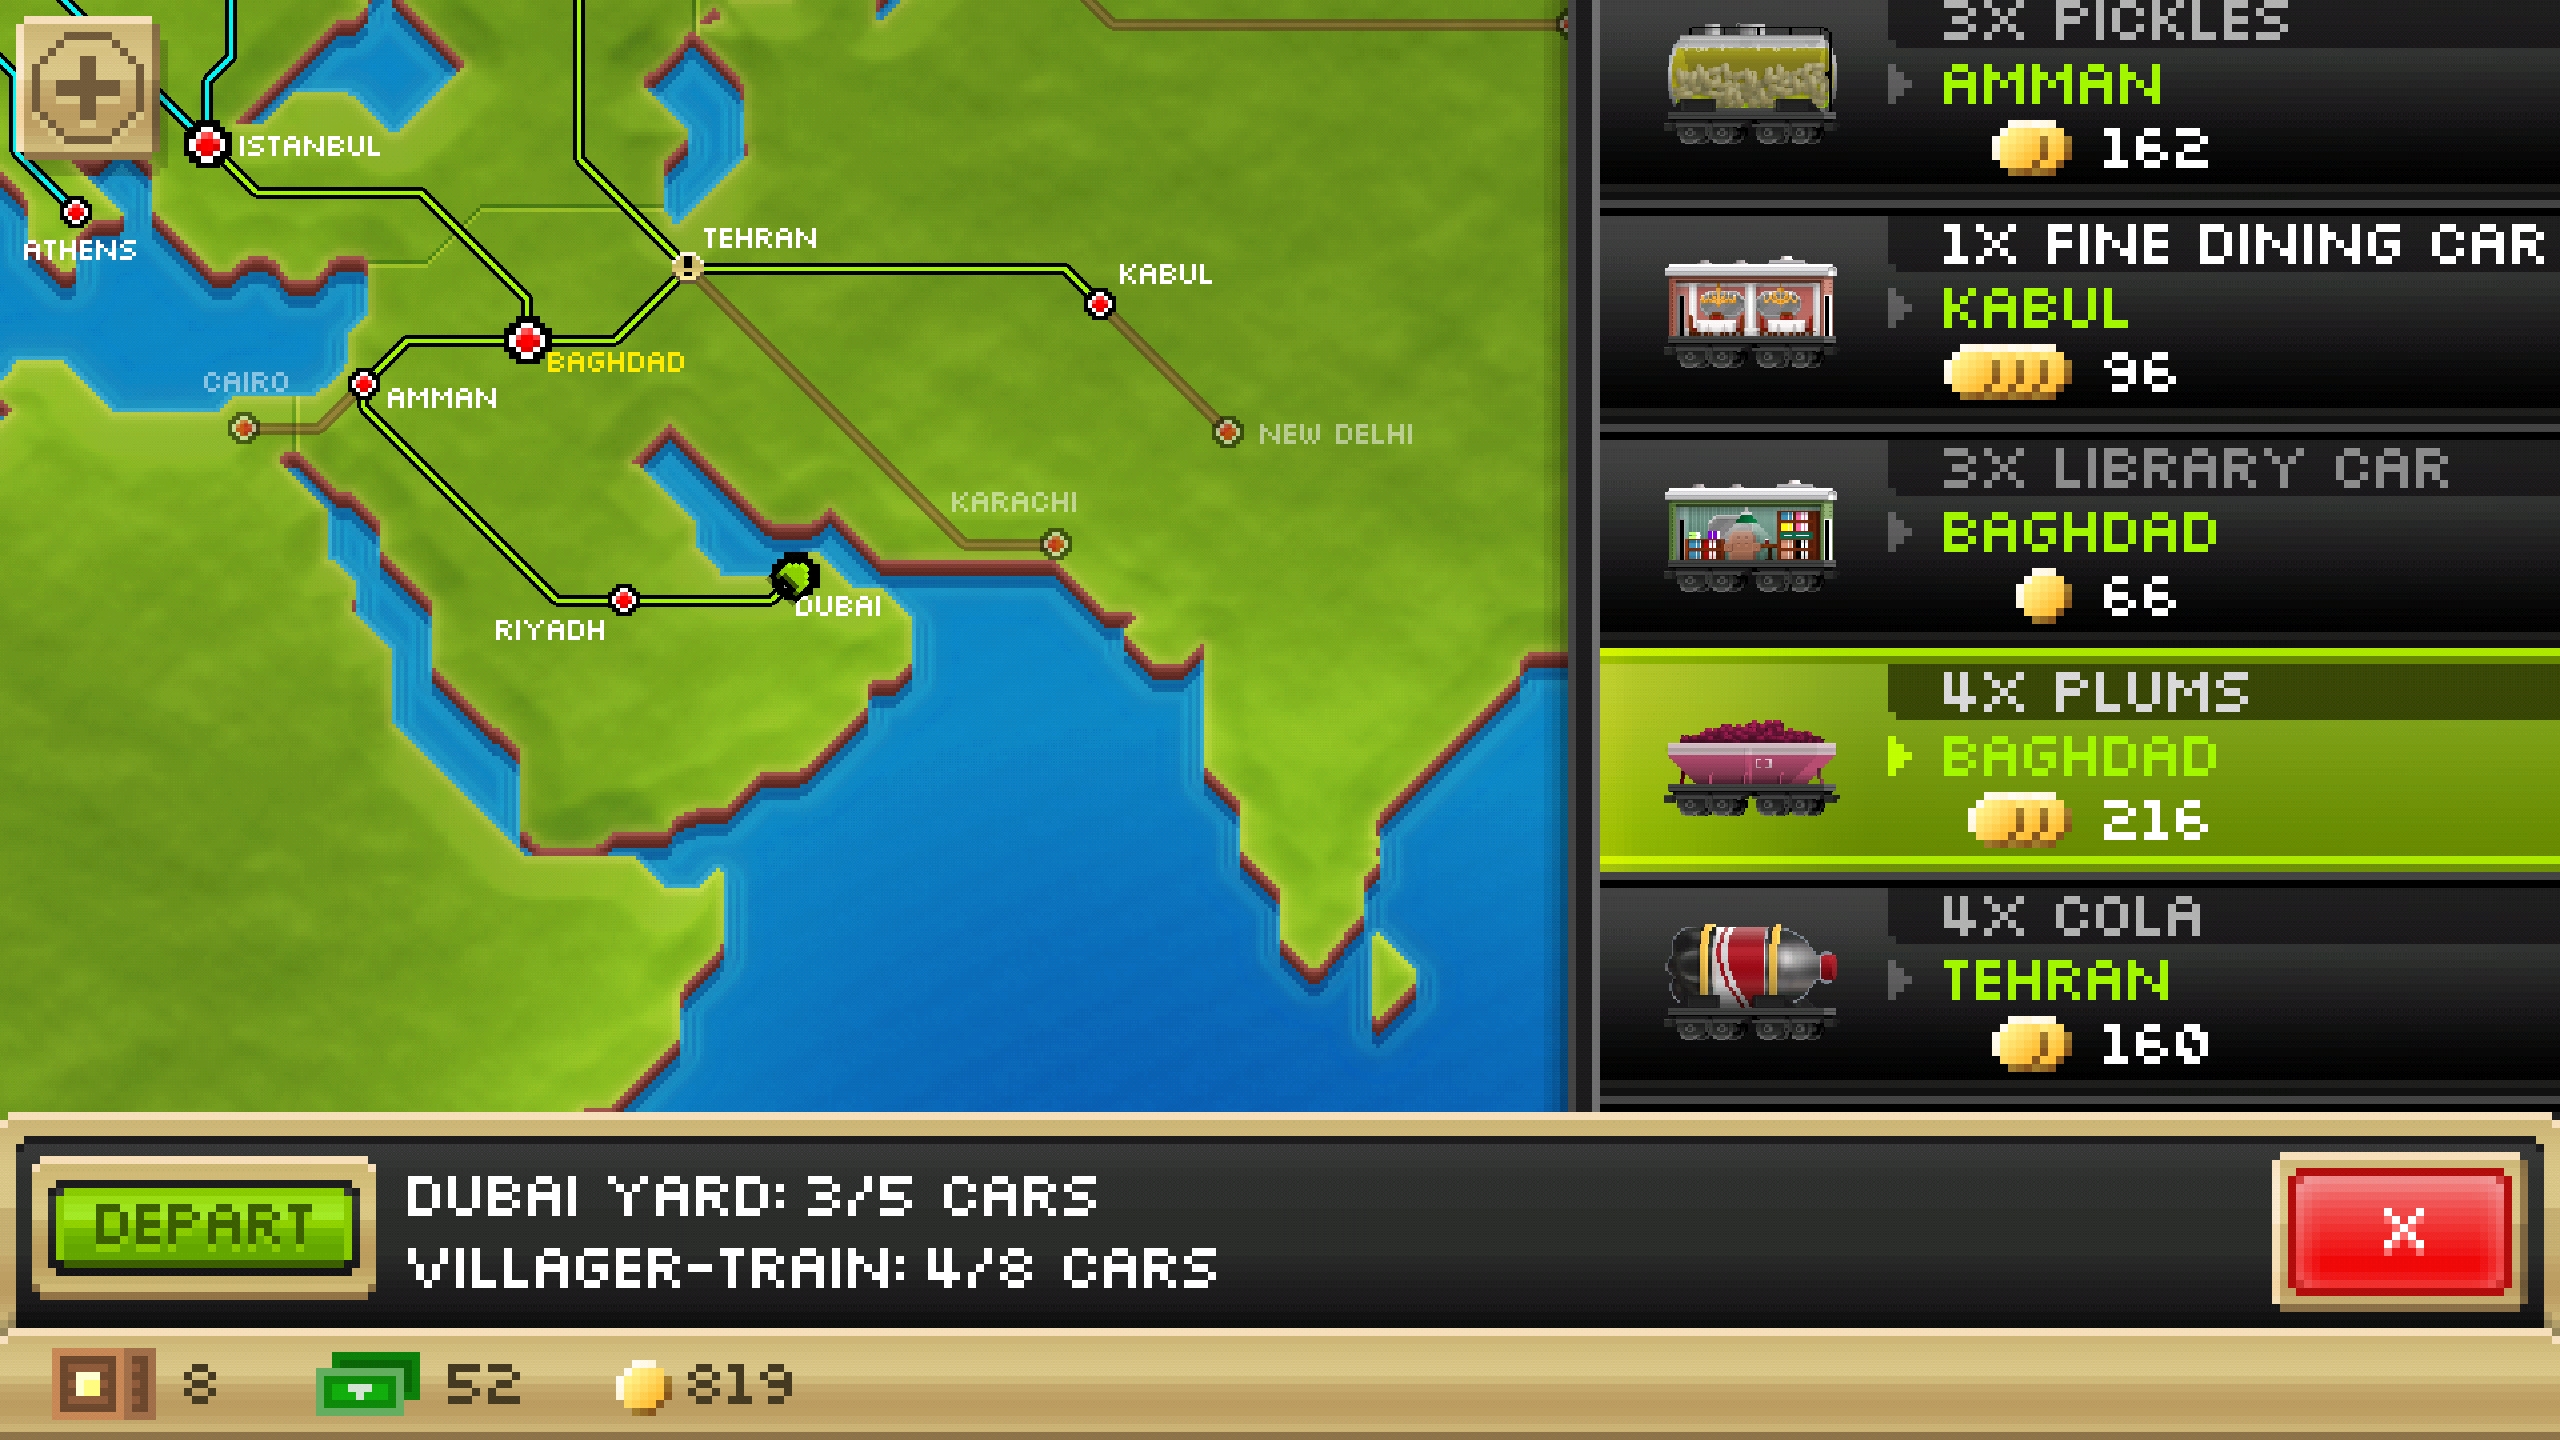 ISTANBUL
ATHENS
TEHRAN
KABUL
BAGHDAD
CAIRO
AMMAN
NEW DELHI
KARACHI
DUBAI
RIYADH
3X PICKLES
AMMAN
162
1X FINE DINING CAR
KABUL
96
3X LIBRARY CAR
BAGHDAD
66
4X PLUMS
BAGHDAD
216
4X COLA
TEHRAN
160
DEPART
DUBAI YARD: 3/5 CARS
VILLAGER-TRAIN: 4/8 CARS
X
8
52
819